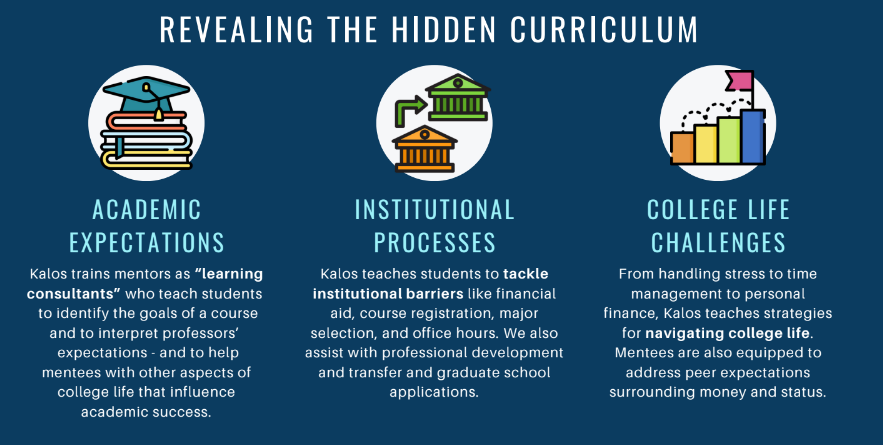 REVEALING THE HIDDEN CURRICULUM
ACADEMIC
EXPECTATIONS
Kalos trains mentors as “learning
consultants” who teach students
to identify the goals of a course
and to interpret professors’
expectations - and to help
mentees with other aspects of
college life that influence
academic success.
INSTITUTIONAL
PROCESSES
Kalos teaches students to tackle
institutional barriers like financial
aid, course registration, major
selection, and office hours. We also
assist with professional development
and transfer and graduate school
applications.
COLLEGE LIFE
CHALLENGES
From handling stress to time
management to personal
finance, Kalos teaches strategies
for navigating college life.
Mentees are also equipped to
address peer expectations
surrounding money and status.